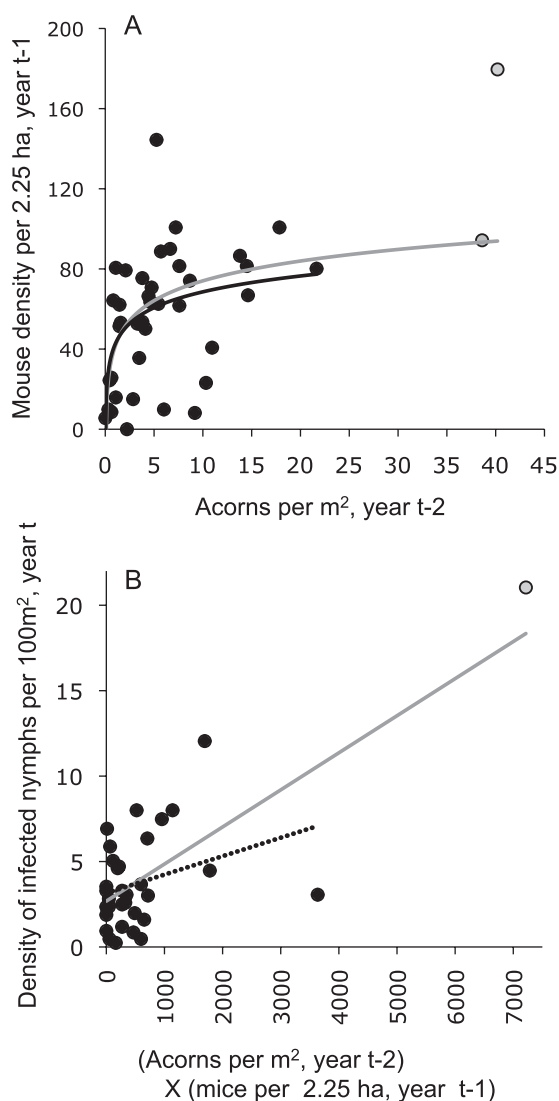 A
Mouse density per 2.25 ha, year t-1
200
160
120
80
40
0
0 5 10 15 20 25 30 35 40 45
Acorns per m², year t-2
B
Density of infected nymphs per 100m², year t
20
15
10
5
0
0 1000 2000 3000 4000 5000 6000 7000
(Acorns per m², year t-2)
X (mice per 2.25 ha, year t-1)